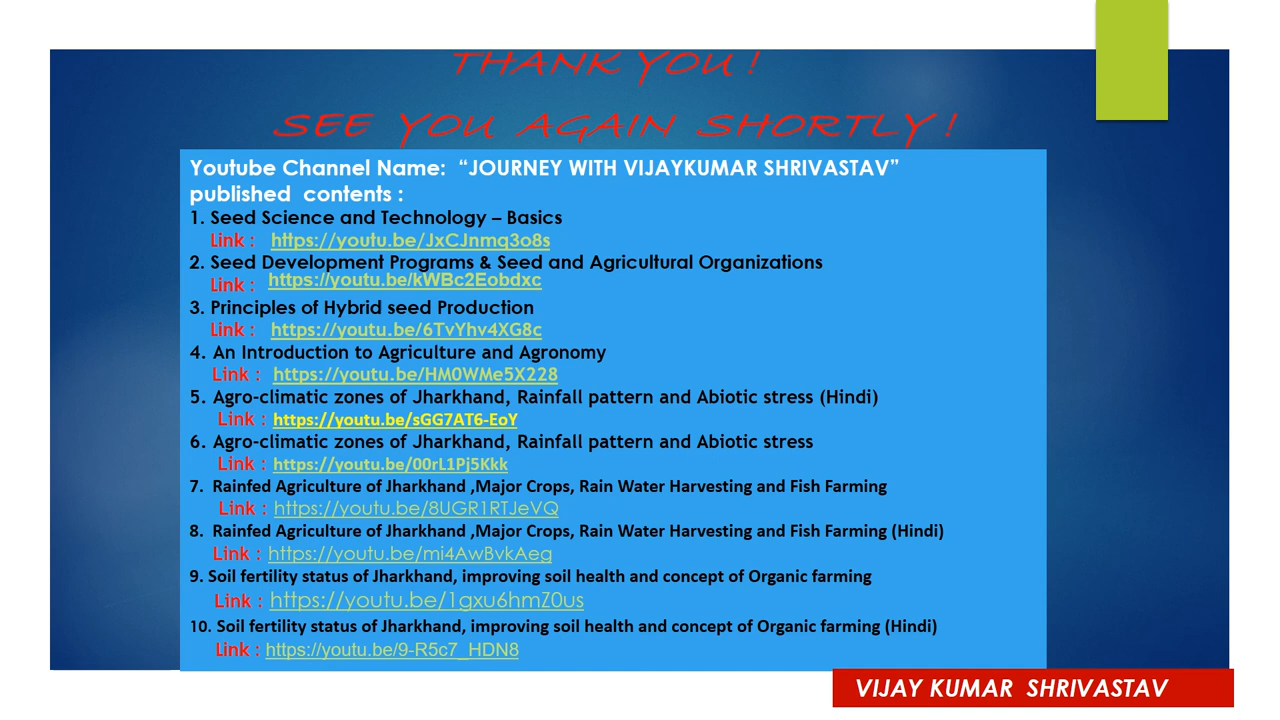 THANK YOU !
SEE YOU AGAIN SHORTLY !
Youtube Channel Name: “JOURNEY WITH VIJAYKUMAR SHRIVASTAV”
published contents :
1. Seed Science and Technology – Basics
Link : https://youtu.be/JxCJnmq3o8s
2. Seed Development Programs & Seed and Agricultural Organizations
Link : https://youtu.be/kWBc2Eobdxc
3. Principles of Hybrid seed Production
Link : https://youtu.be/6TvYhv4XG8c
4. An Introduction to Agriculture and Agronomy
Link : https://youtu.be/HM0WMe5X228
5. Agro-climatic zones of Jharkhand, Rainfall pattern and Abiotic stress (Hindi)
Link : https://youtu.be/sGG7AT6-EoY
6. Agro-climatic zones of Jharkhand, Rainfall pattern and Abiotic stress
Link : https://youtu.be/00rL1Pj5Kkk
7. Rainfed Agriculture of Jharkhand ,Major Crops, Rain Water Harvesting and Fish Farming
Link : https://youtu.be/8UGR1RTJeVQ
8. Rainfed Agriculture of Jharkhand ,Major Crops, Rain Water Harvesting and Fish Farming (Hindi)
Link : https://youtu.be/mi4AwBvkAeg
9. Soil fertility status of Jharkhand, improving soil health and concept of Organic farming
Link : https://youtu.be/1gxu6hmZ0us
10. Soil fertility status of Jharkhand, improving soil health and concept of Organic farming (Hindi)
Link : https://youtu.be/9-R5c7_HDN8
VIJAY KUMAR SHRIVASTAV